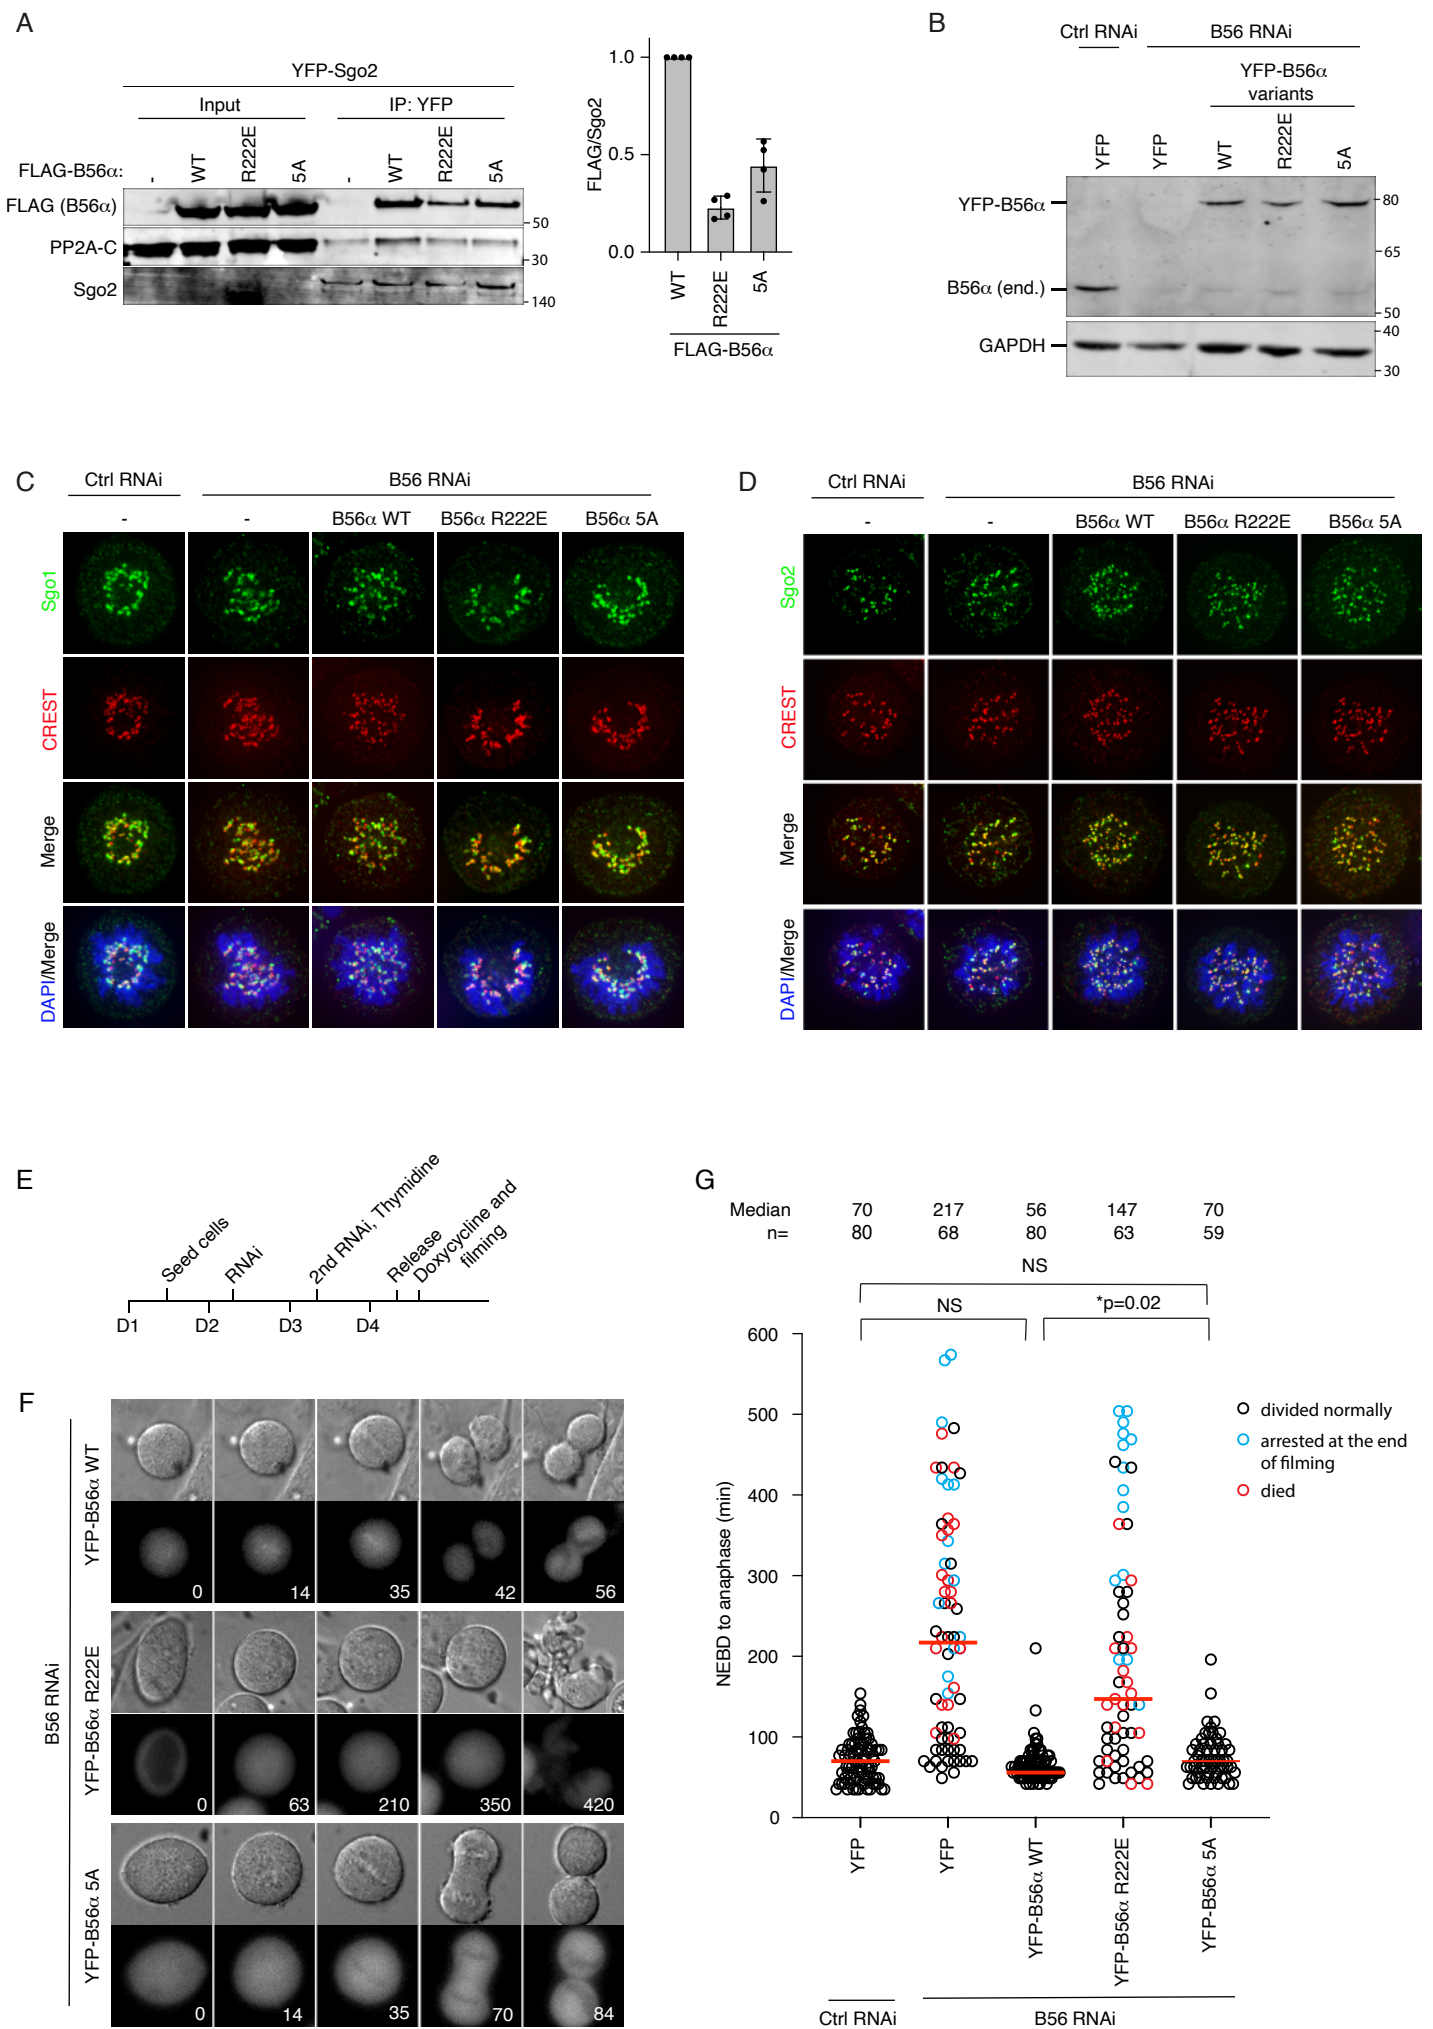 A
YFP-Sgo2
Input
IP: YFP
FLAG-B56α:
-
WT
R222E
5A
-
WT
R222E
5A
FLAG (B56α)
50
PP2A-C
30
Sgo2
140
FLAG/Sgo2
1.0
0.5
0.0
WT
R222E
5A
FLAG-B56α
B
Ctrl RNAi
B56 RNAi
YFP-B56α
variants
YFP
YFP
WT
R222E
5A
YFP-B56α
80
65
B56α (end.)
50
40
GAPDH
30
C
Ctrl RNAi
B56 RNAi
-
-
B56α WT
B56α R222E
B56α 5A
Sgo1
CREST
Merge
DAPI/Merge
D
Ctrl RNAi
B56 RNAi
-
-
B56α WT
B56α R222E
B56α 5A
Sgo2
CREST
Merge
DAPI/Merge
E
Seed cells
RNAi
2nd RNAi, Thymidine
Release
Doxycycline and
filming
D1
D2
D3
D4
F
B56 RNAi
YFP-B56α WT
0
14
35
42
56
YFP-B56α R222E
0
63
210
350
420
YFP-B56α 5A
0
14
35
70
84
G
Median 70 217 56 147 70
n= 80 68 80 63 59
NS
NS
*p=0.02
NEBD to anaphase (min)
600
500
400
300
200
100
0
divided normally
arrested at the end
of filming
died
YFP
YFP
YFP-B56α WT
YFP-B56α R222E
YFP-B56α 5A
Ctrl RNAi
B56 RNAi